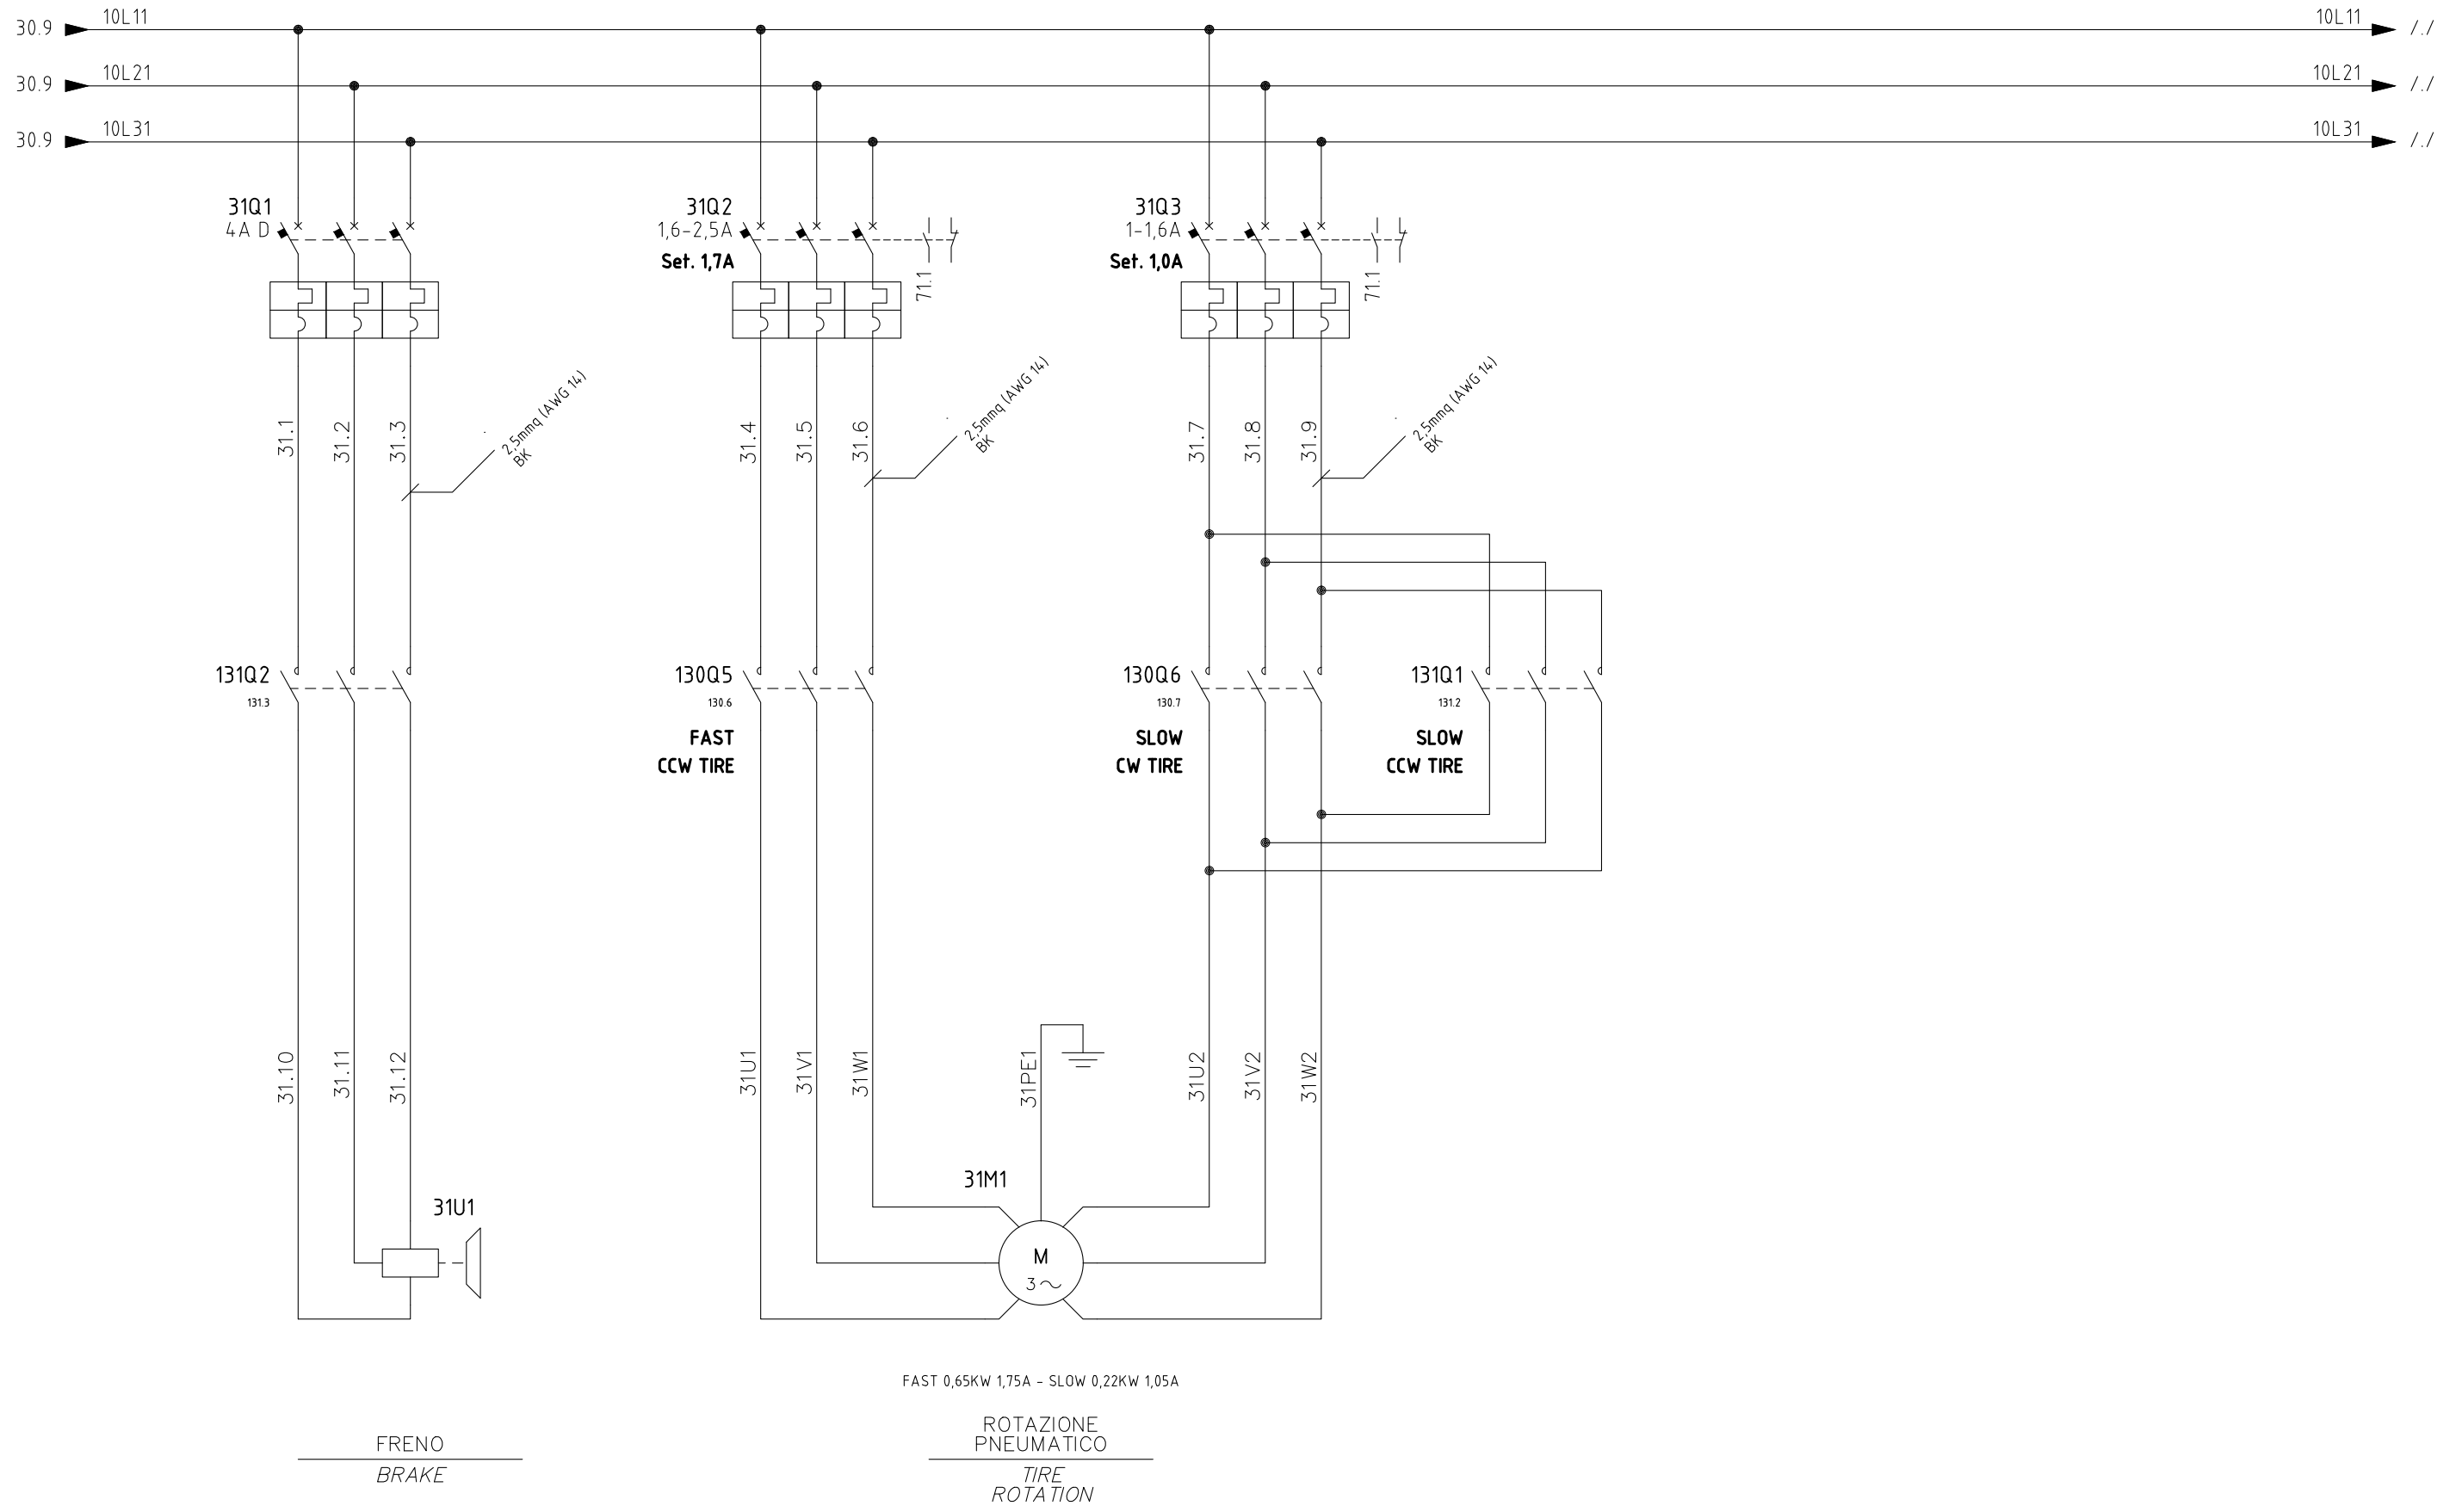 30.9 10L11 10L11 /./
30.9 10L21 10L21 /./
30.9 10L31 10L31 /./
31Q1
4A D
31Q2
1,6-2,5A
Set. 1,7A
71.1
31Q3
1-1,6A
Set. 1,0A
71.1
31.1
31.2
31.3
2,5mmq (AWG 14)
BK
31.4
31.5
31.6
2,5mmq (AWG 14)
BK
31.7
31.8
31.9
2,5mmq (AWG 14)
BK
131Q2
131.3
130Q5
130.6
FAST
CCW TIRE
130Q6
130.7
SLOW
CW TIRE
131Q1
131.2
SLOW
CCW TIRE
31.10
31.11
31.12
31U1
31V1
31W1
31PE1
31U2
31V2
31W2
31U1
31M1
M
3~
FAST 0,65KW 1,75A - SLOW 0,22KW 1,05A
FRENO
BRAKE
ROTAZIONE
PNEUMATICO
TIRE
ROTATION